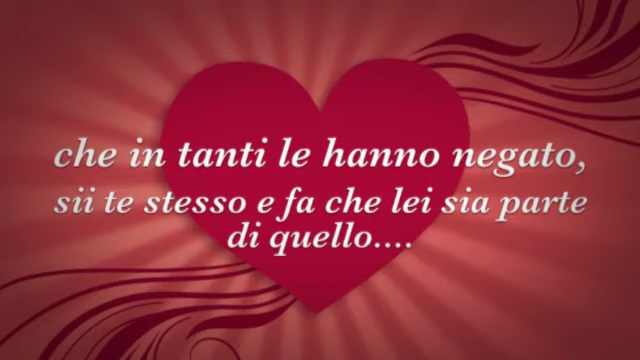 che in tanti le hanno negato,
sii te stesso e fa che lei sia parte
di quello....